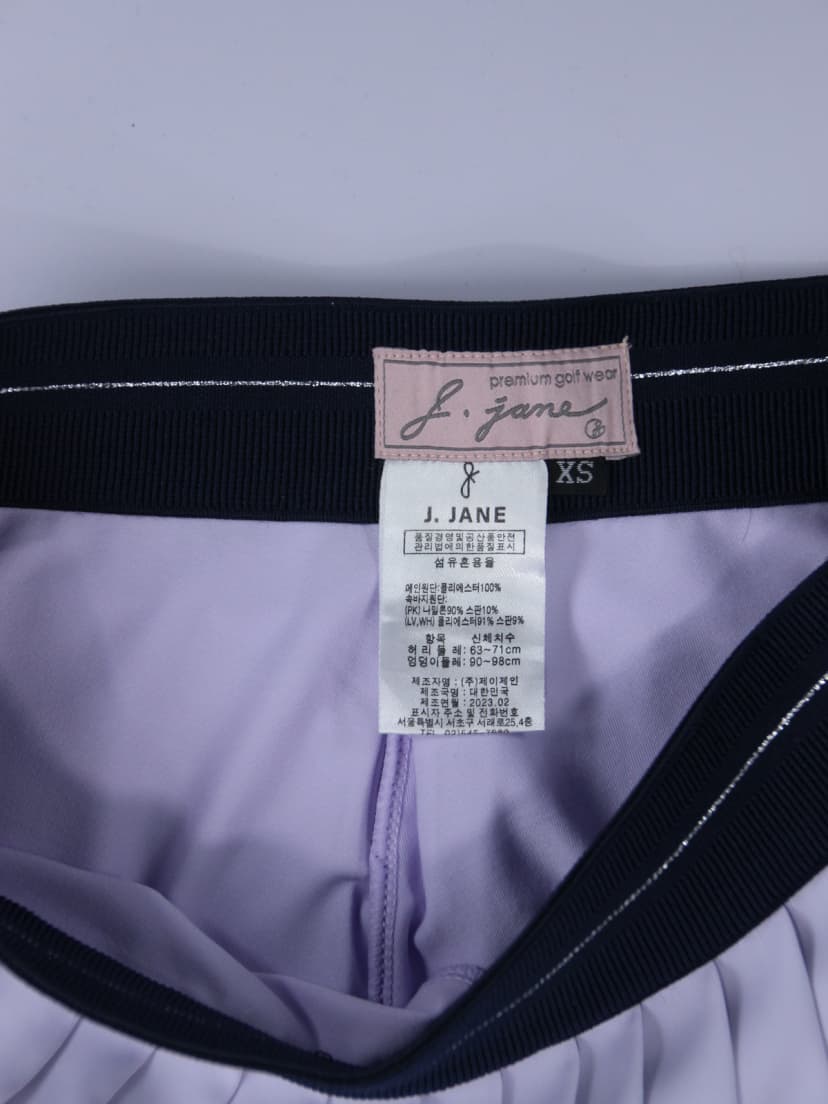 premium golf wear
J. jane
XS
J. JANE
품질경영및공산품안전
관리법에의한품질표시
섬유혼용율
메인원단:폴리에스터100%
속바지원단:
(PK) 나일론90% 스판10%
(LV,WH) 폴리에스터91% 스판9%
항목 신체치수
허리둘레: 63~71cm
엉덩이둘레: 90~98cm
제조자명 : (주)제이제인
제조국명 : 대한민국
제조연월 : 2023.02
표시자 주소 및 전화번호
서울특별시 서초구 서래로25,4층
TEL